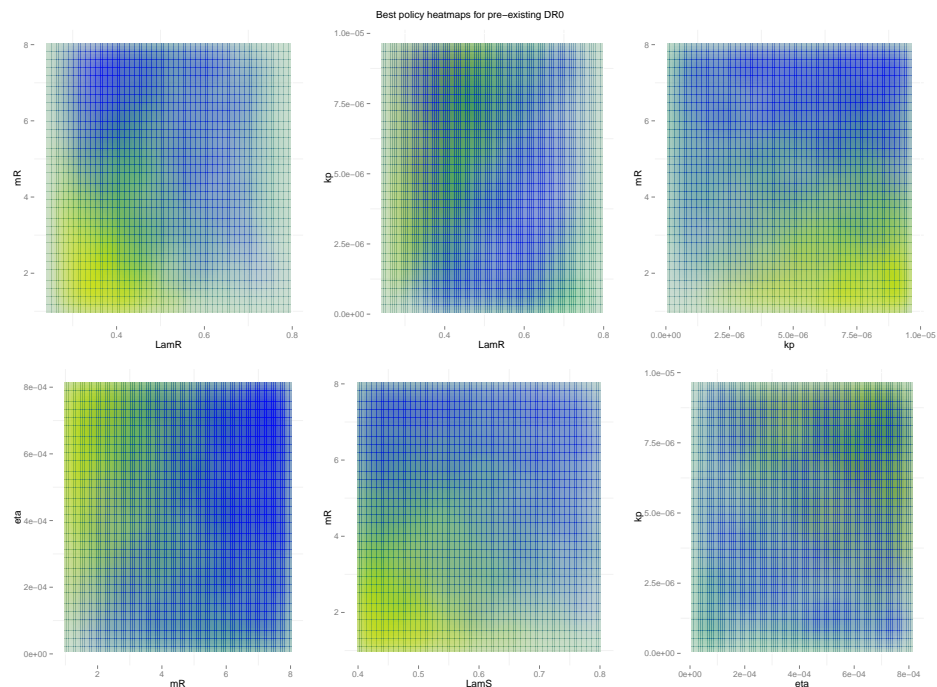 Best policy heatmaps for pre−existing DR0
8
6
4
2
mR
0.4
0.6
0.8
LamR
1.0e−05
7.5e−06
5.0e−06
2.5e−06
0.0e+00
kp
0.4
0.6
0.8
LamR
8
6
4
2
mR
0.0e+00
2.5e−06
5.0e−06
7.5e−06
1.0e−05
kp
8e−04
6e−04
4e−04
2e−04
0e+00
eta
2
4
6
8
mR
8
6
4
2
mR
0.4
0.5
0.6
0.7
0.8
LamS
1.0e−05
7.5e−06
5.0e−06
2.5e−06
0.0e+00
kp
0e+00
2e−04
4e−04
6e−04
8e−04
eta